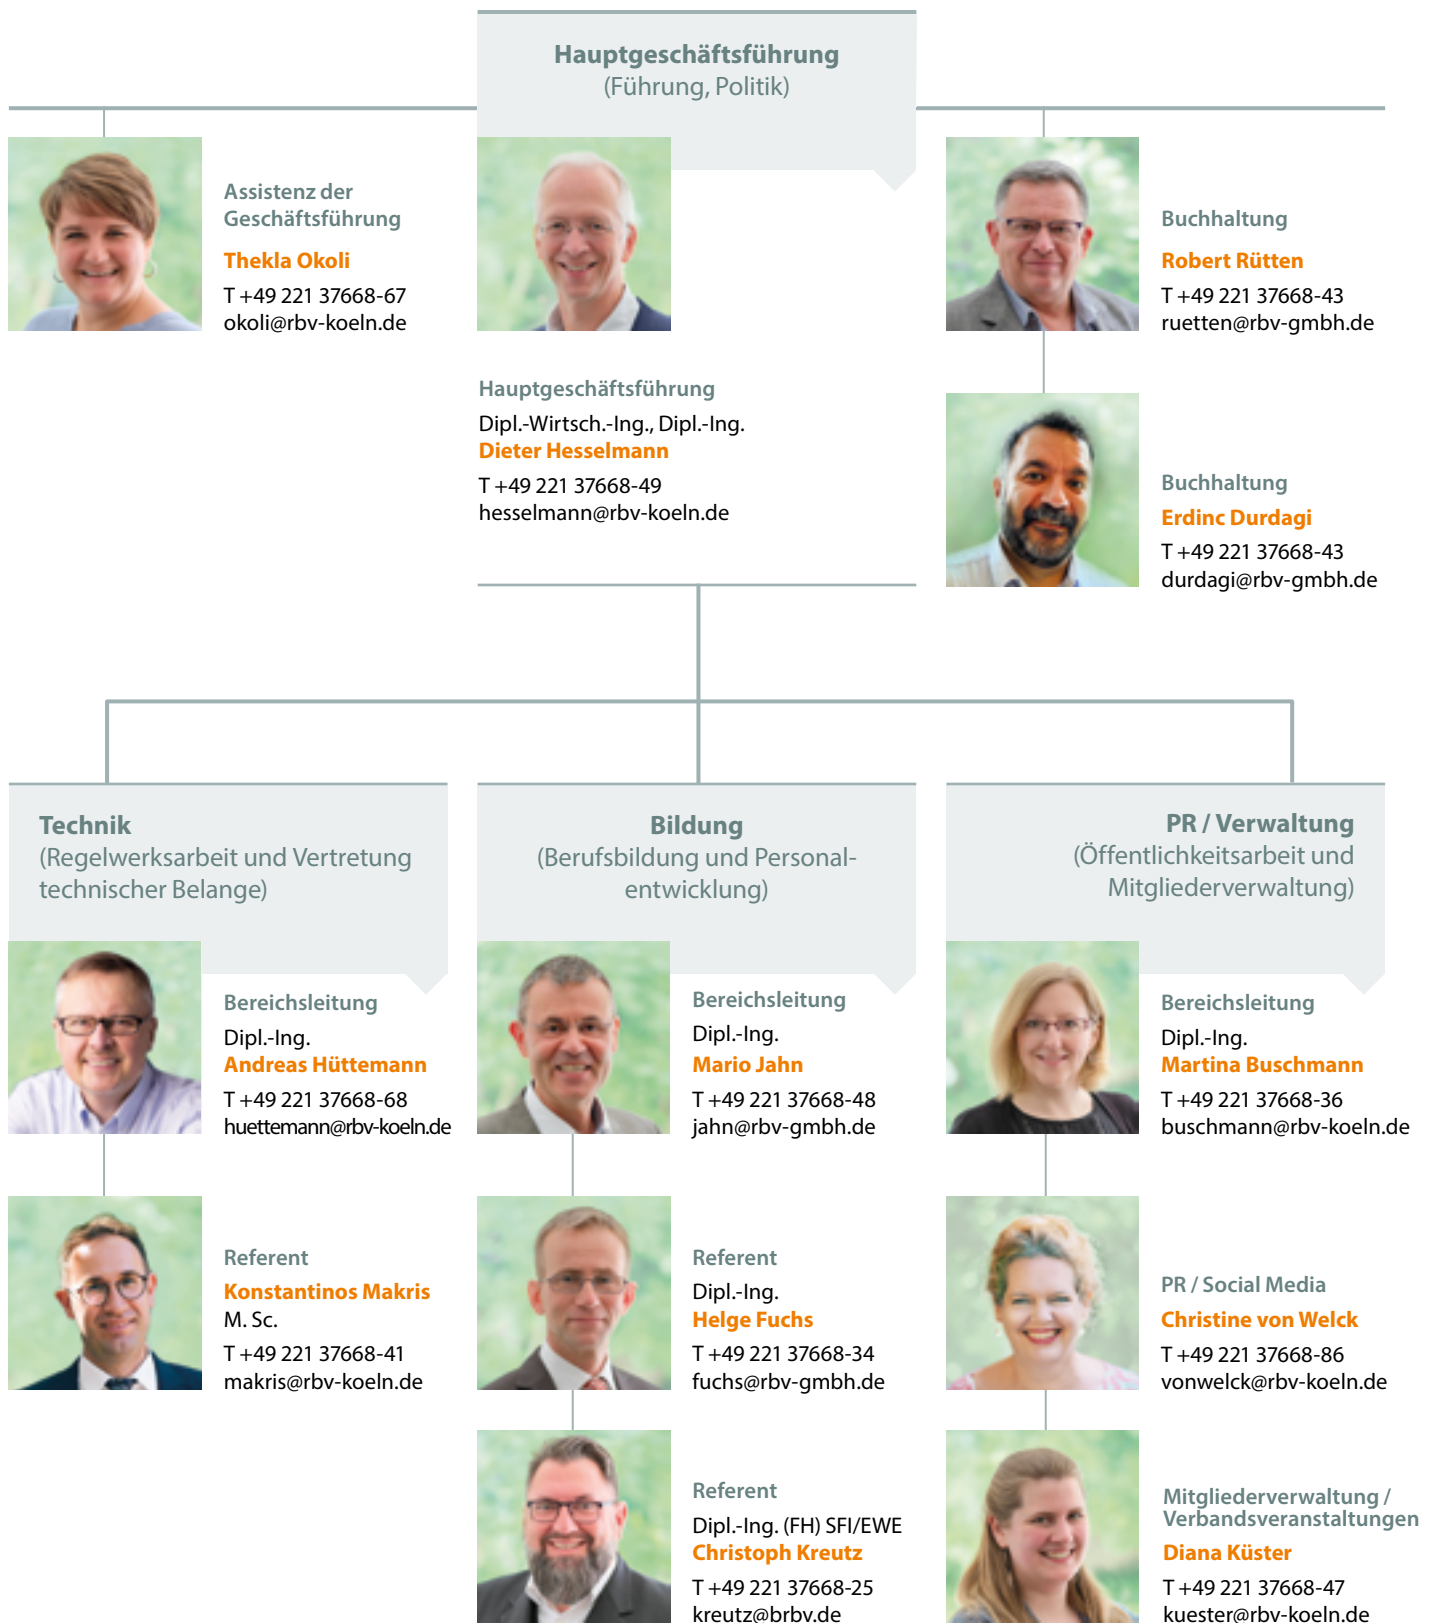 Hauptgeschäftsführung
(Führung, Politik)
Assistenz der
Geschäftsführung
Thekla Okoli
T +49 221 37668-67
okoli@rbv-koeln.de
Hauptgeschäftsführung
Dipl.-Wirtsch.-Ing., Dipl.-Ing.
Dieter Hesselmann
T +49 221 37668-49
hesselmann@rbv-koeln.de
Buchhaltung
Robert Rütten
T +49 221 37668-43
ruetten@rbv-gmbh.de
Buchhaltung
Erdinc Durdagi
T +49 221 37668-43
durdagi@rbv-gmbh.de
Technik
(Regelwerksarbeit und Vertretung
technischer Belange)
Bereichsleitung
Dipl.-Ing.
Andreas Hüttemann
T +49 221 37668-68
huettemann@rbv-koeln.de
Referent
Konstantinos Makris
M. Sc.
T +49 221 37668-41
makris@rbv-koeln.de
Bildung
(Berufsbildung und Personal-
entwicklung)
Bereichsleitung
Dipl.-Ing.
Mario Jahn
T +49 221 37668-48
jahn@rbv-gmbh.de
Referent
Dipl.-Ing.
Helge Fuchs
T +49 221 37668-34
fuchs@rbv-gmbh.de
Referent
Dipl.-Ing. (FH) SFI/EWE
Christoph Kreutz
T +49 221 37668-25
kreutz@brbv.de
PR / Verwaltung
(Öffentlichkeitsarbeit und
Mitgliederverwaltung)
Bereichsleitung
Dipl.-Ing.
Martina Buschmann
T +49 221 37668-36
buschmann@rbv-koeln.de
PR / Social Media
Christine von Welck
T +49 221 37668-86
vonwelck@rbv-koeln.de
Mitgliederverwaltung /
Verbandsveranstaltungen
Diana Küster
T +49 221 37668-47
kuester@rbv-koeln.de